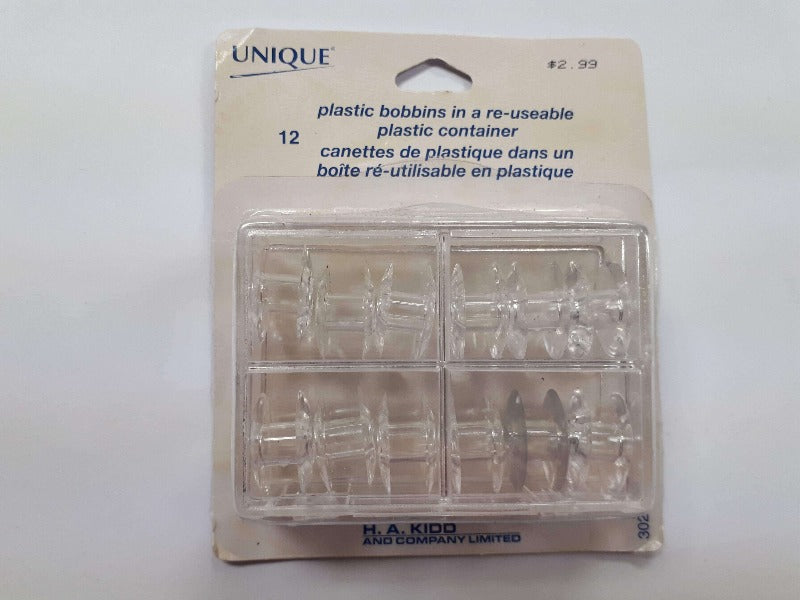 UNIQUE®
$2.99
12
plastic bobbins in a re-useable
plastic container
canettes de plastique dans un
boîte ré-utilisable en plastique
H. A. KIDD
AND COMPANY LIMITED
302